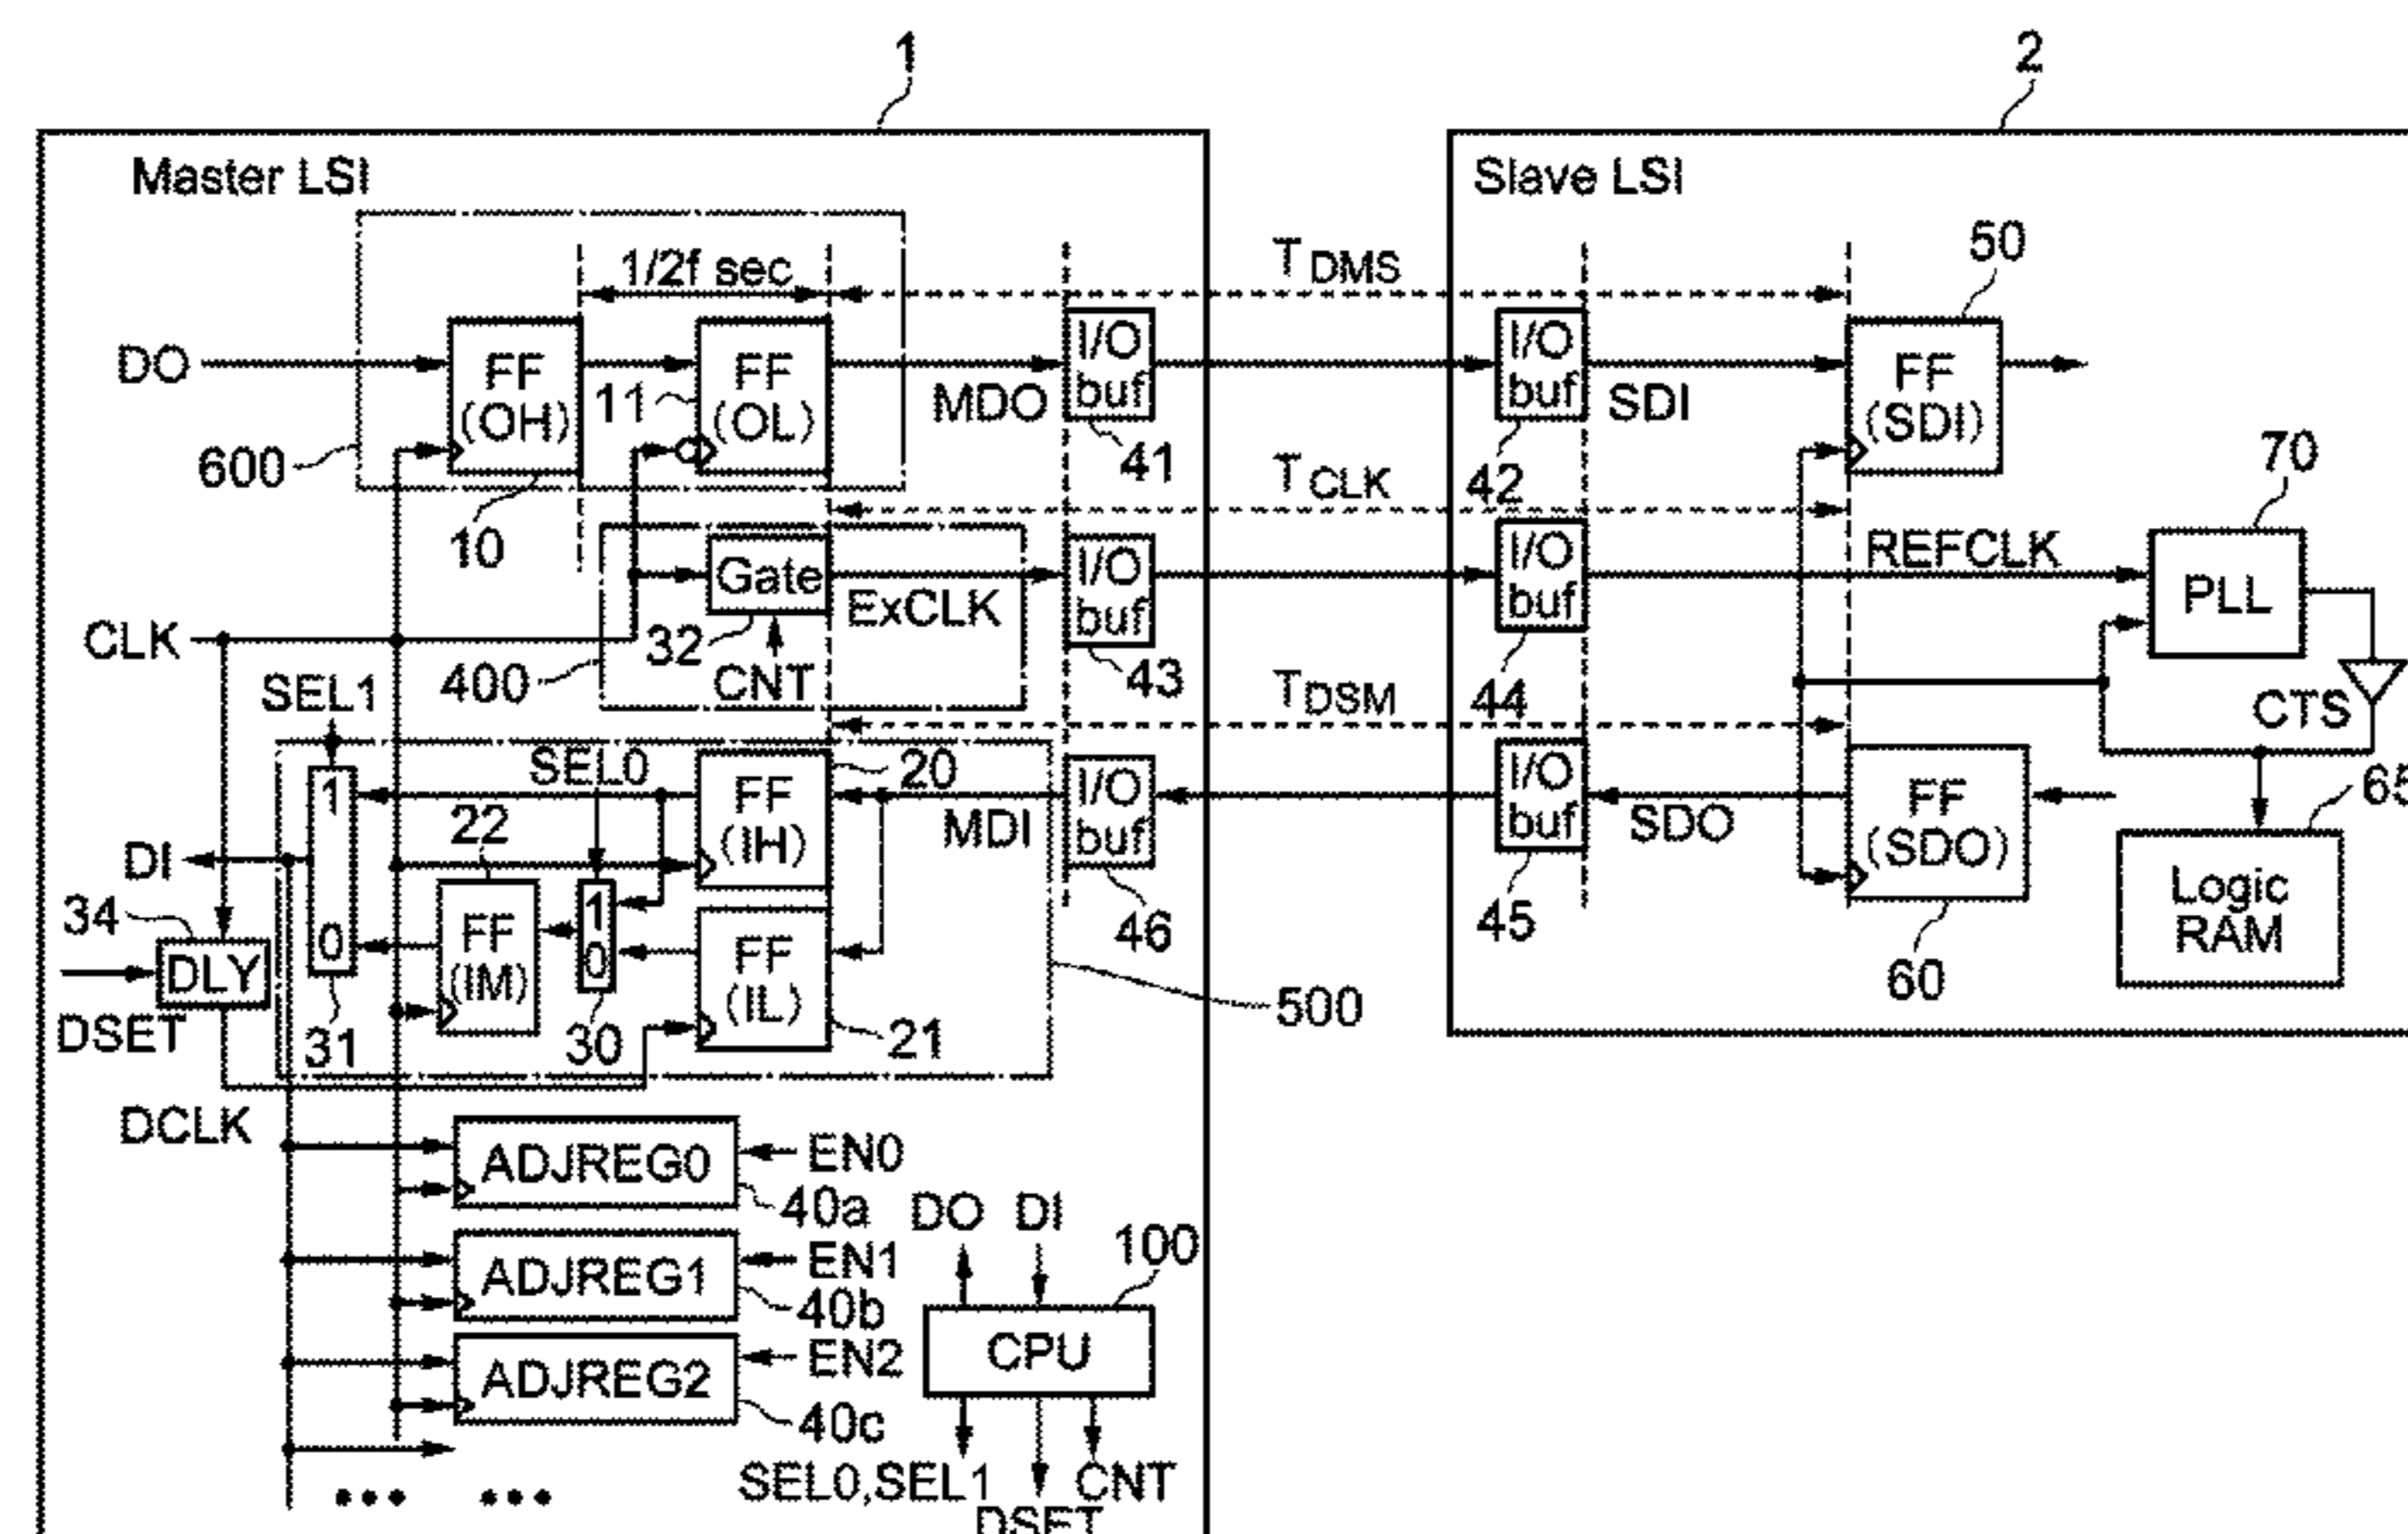 1
2
Master LSI
Slave LSI
1/2f sec
T DMS
50
DO
FF
(OH)
11
FF
(OL)
MDO
I/O
buf
41
I/O
buf
42
SDI
FF
(SDI)
600
10
T CLK
70
Gate
ExCLK
I/O
buf
43
I/O
buf
44
REFCLK
PLL
CLK
32
400
CNT
SEL1
T DSM
CTS
SEL0
1
0
FF
(IH)
20
MDI
I/O
buf
46
I/O
buf
45
SDO
FF
(SDO)
60
65
Logic
RAM
DI
22
34
DLY
FF
(IM)
1
0
FF
(IL)
500
DSET
31
30
21
DCLK
ADJREG0
EN0
40a
DO
DI
ADJREG1
EN1
40b
100
CPU
ADJREG2
EN2
40c
SEL0,SEL1
CNT
DSET
... ...